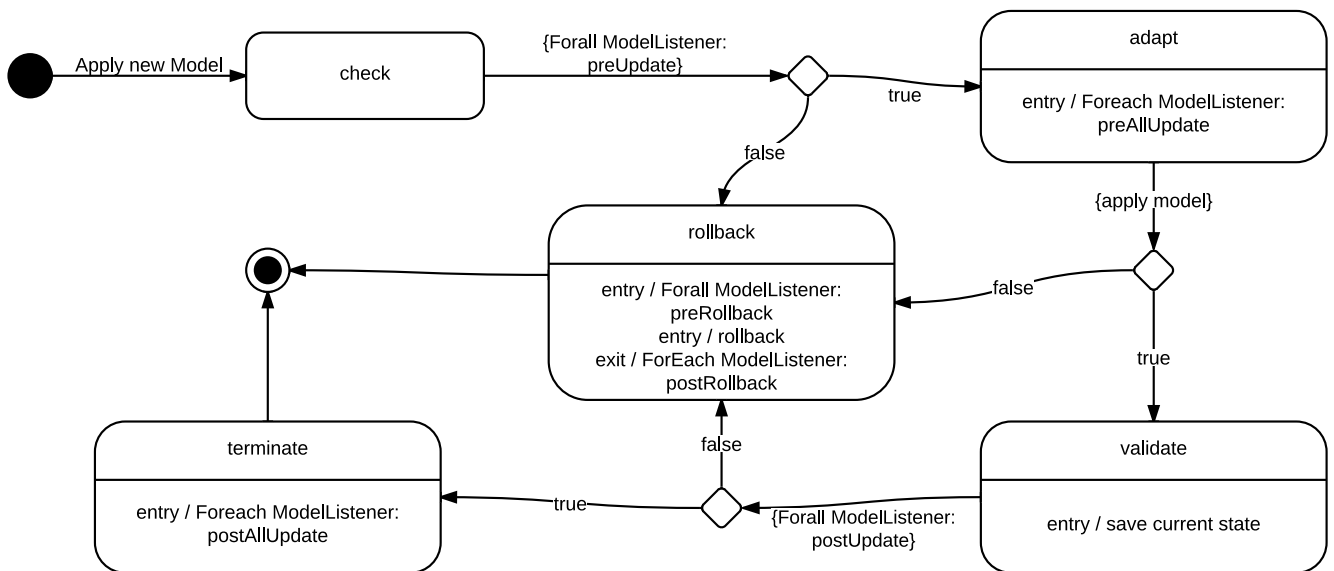 Apply new Model
check
{Forall ModelListener:
preUpdate}
true
adapt
entry / Foreach ModelListener:
preAllUpdate
false
{apply model}
rollback
entry / Forall ModelListener:
preRollback
entry / rollback
exit / ForEach ModelListener:
postRollback
false
true
terminate
entry / Foreach ModelListener:
postAllUpdate
true
false
{Forall ModelListener:
postUpdate}
validate
entry / save current state